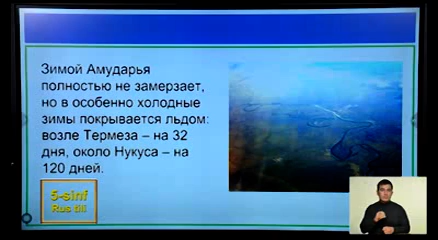 Зимой Амударья
полностью не замерзает,
но в особенно холодные
зимы покрывается льдом:
возле Термеза – на 32
дня, около Нукуса – на
120 дней.
5-sinf
Rus tili